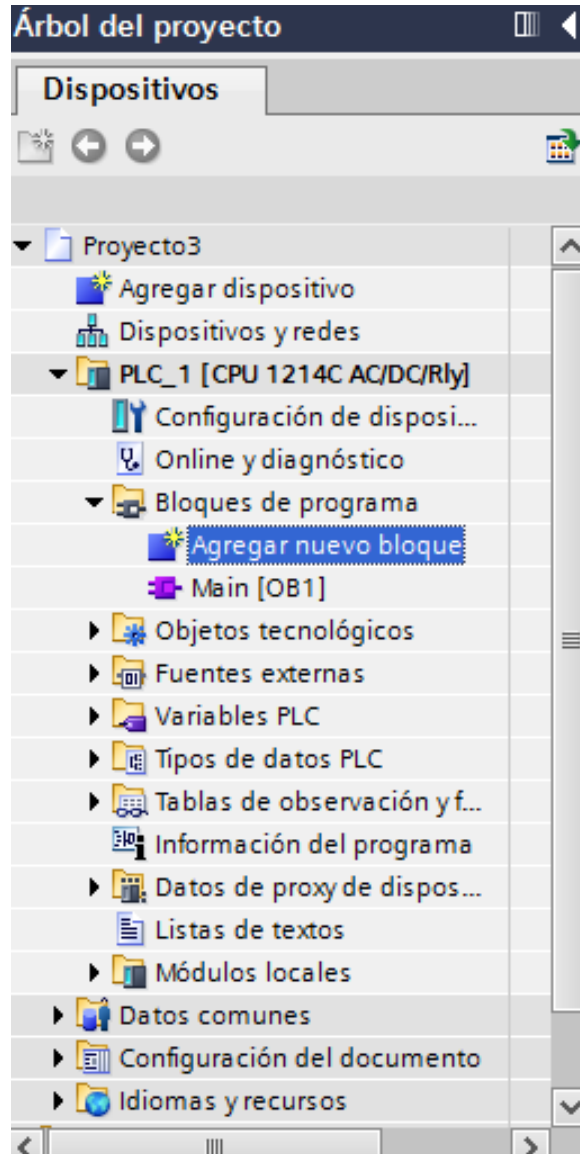 Árbol del proyecto
Dispositivos
Proyecto3
Agregar dispositivo
Dispositivos y redes
PLC_1 [CPU 1214C AC/DC/Rly]
Configuración de disposi...
Online y diagnóstico
Bloques de programa
Agregar nuevo bloque
Main [OB1]
Objetos tecnológicos
Fuentes externas
Variables PLC
Tipos de datos PLC
Tablas de observación y f...
Información del programa
Datos de proxy de dispos...
Listas de textos
Módulos locales
Datos comunes
Configuración del documento
Idiomas y recursos